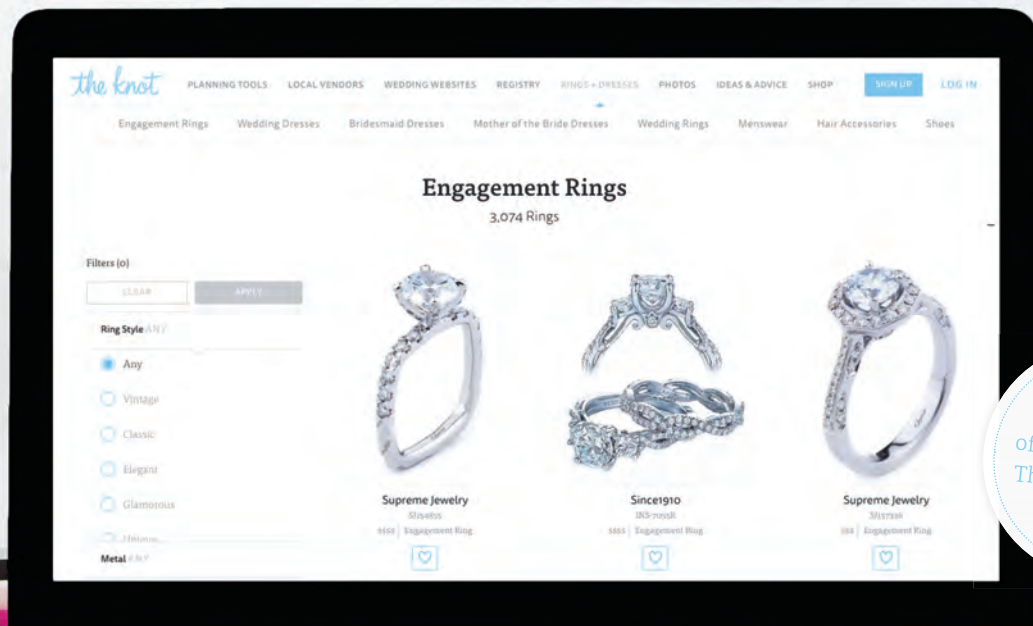 the knot
PLANNING TOOLS LOCAL VENDORS WEDDING WEBSITES REGISTRY RINGS + DRESSES PHOTOS IDEAS & ADVICE SHOP SIGN UP LOG IN
Engagement Rings Wedding Dresses Bridesmaid Dresses Mother of the Bride Dresses Wedding Rings Menswear Hair Accessories Shoes
Engagement Rings
3,074 Rings
Filters (0)
CLEAR APPLY
Ring Style ANY
Any
Vintage
Classic
Elegant
Glamorous
Metal ANY
Supreme Jewelry
$$$$ | Engagement Ring
Since1910
INS-7055R
$$$$ | Engagement Ring
Supreme Jewelry
$$$ | Engagement Ring
of